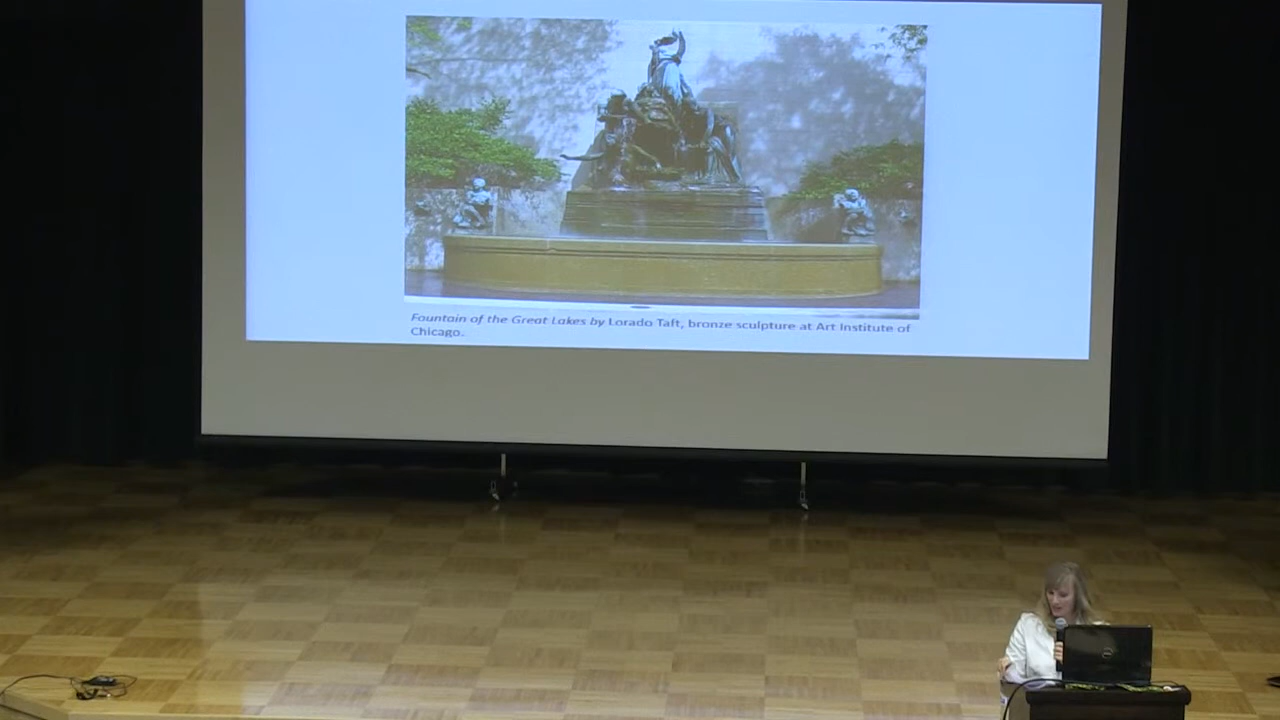 Fountain of the Great Lakes by Lorado Taft, bronze sculpture at Art Institute of
Chicago.